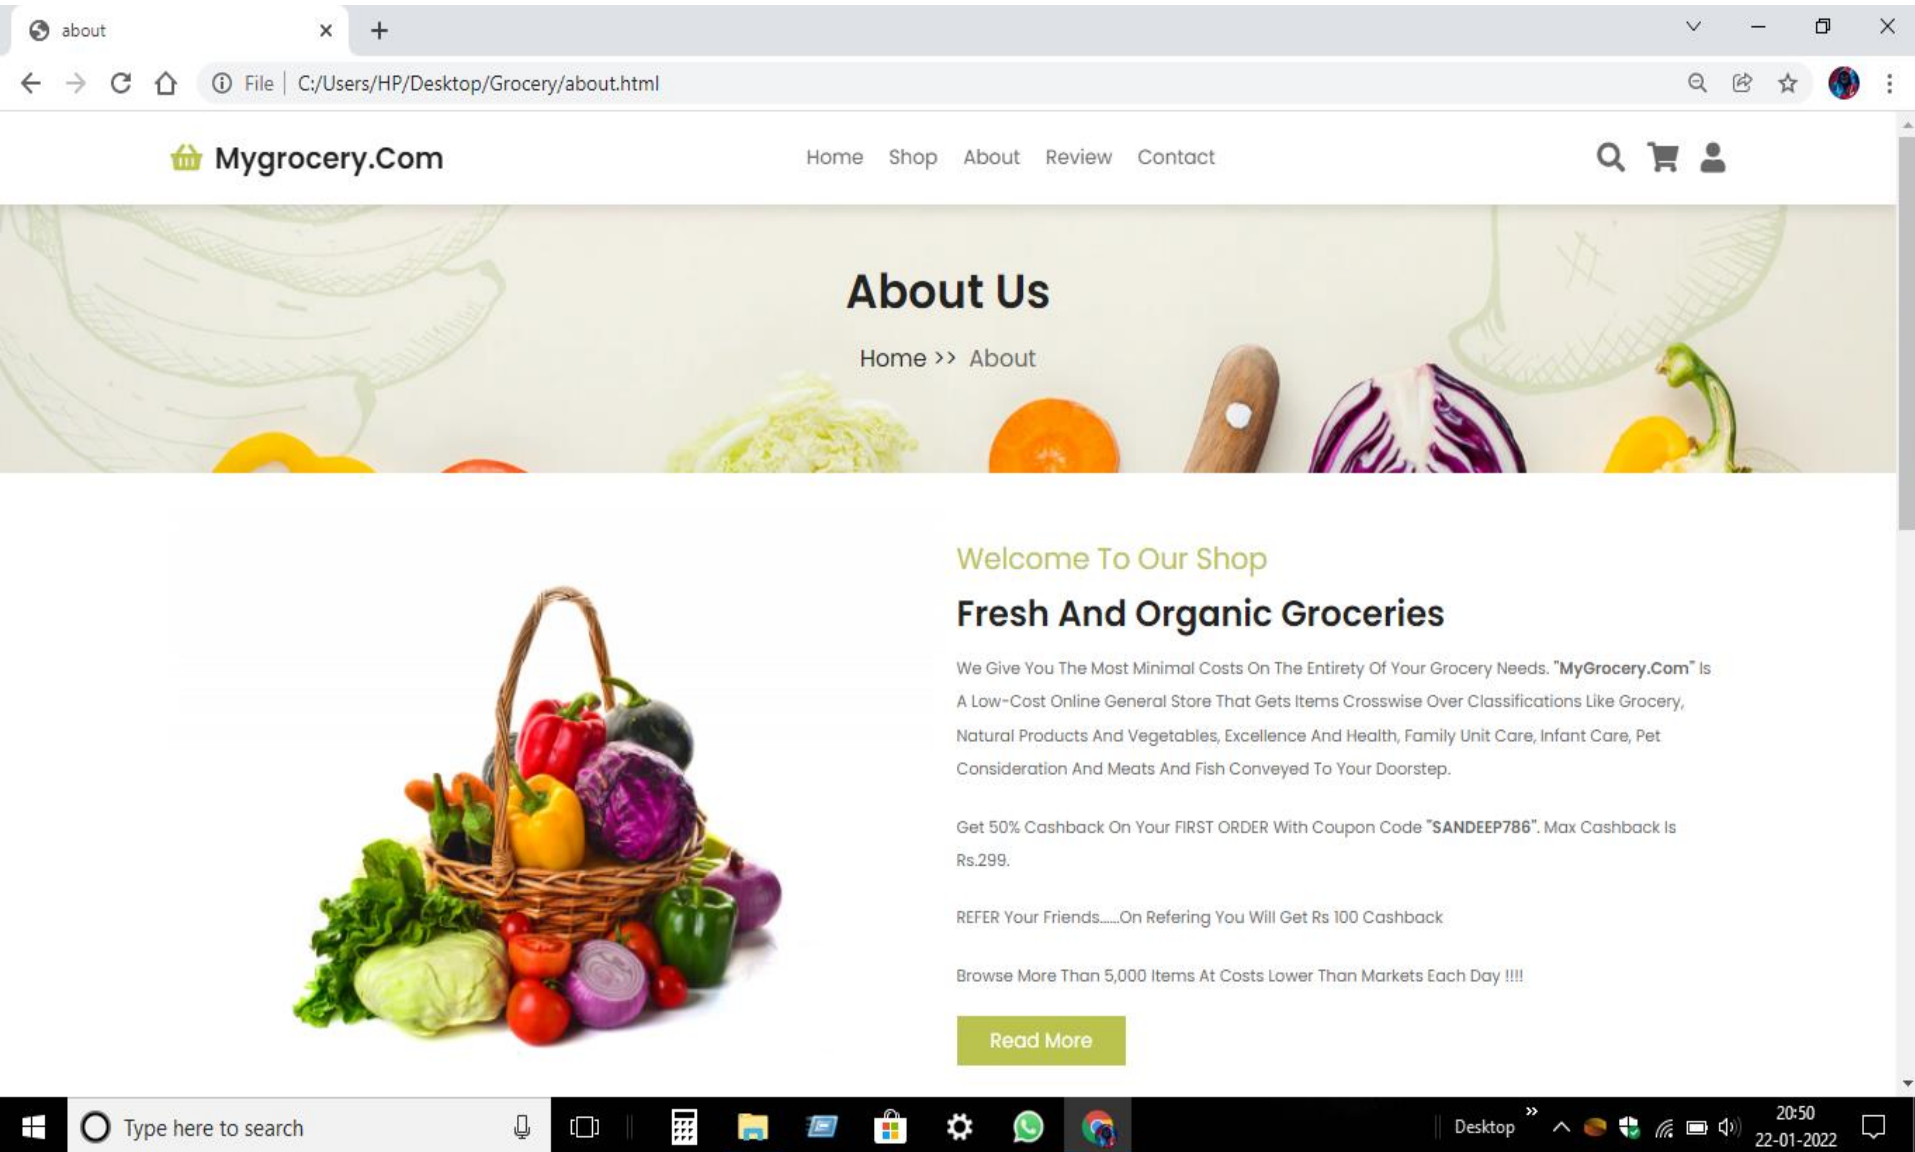 about
File | C:/Users/HP/Desktop/Grocery/about.html
Mygrocery.Com
Home Shop About Review Contact
About Us
Home >> About
Welcome To Our Shop
Fresh And Organic Groceries
We Give You The Most Minimal Costs On The Entirety Of Your Grocery Needs. "MyGrocery.Com" Is
A Low-Cost Online General Store That Gets Items Crosswise Over Classifications Like Grocery,
Natural Products And Vegetables, Excellence And Health, Family Unit Care, Infant Care, Pet
Consideration And Meats And Fish Conveyed To Your Doorstep.
Get 50% Cashback On Your FIRST ORDER With Coupon Code "SANDEEP786". Max Cashback Is
Rs.299.
REFER Your Friends......On Refering You Will Get Rs 100 Cashback
Browse More Than 5,000 Items At Costs Lower Than Markets Each Day !!!!
Read More
Type here to search
Desktop
20:50
22-01-2022